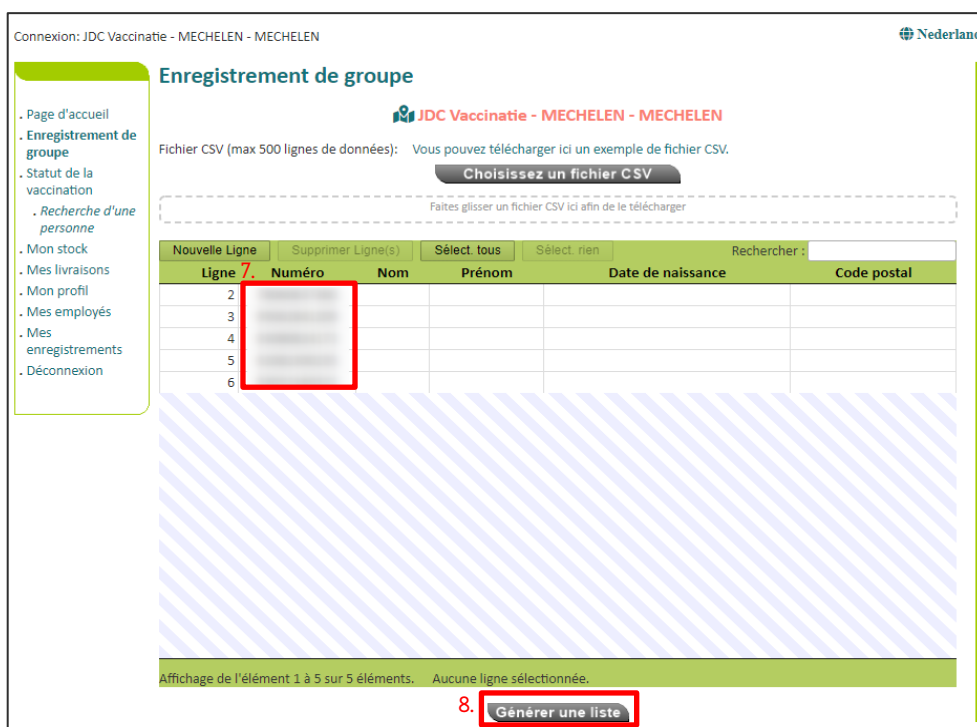 Connexion: JDC Vaccinatie - MECHELEN - MECHELEN
Nederland
Enregistrement de groupe
. Page d'accueil
. Enregistrement de
groupe
. Statut de la
vaccination
. Recherche d'une
personne
. Mon stock
. Mes livraisons
. Mon profil
. Mes employés
. Mes
enregistrements
. Déconnexion
JDC Vaccinatie - MECHELEN - MECHELEN
Fichier CSV (max 500 lignes de données): Vous pouvez télécharger ici un exemple de fichier CSV.
Choisissez un fichier CSV
Faites glisser un fichier CSV ici afin de le télécharger
Nouvelle Ligne Supprimer Ligne(s) Sélect. tous Sélect. rien Rechercher :
Ligne 7. Numéro Nom Prénom Date de naissance Code postal
2
3
4
5
6
Affichage de l'élément 1 à 5 sur 5 éléments. Aucune ligne sélectionnée.
8. Générer une liste